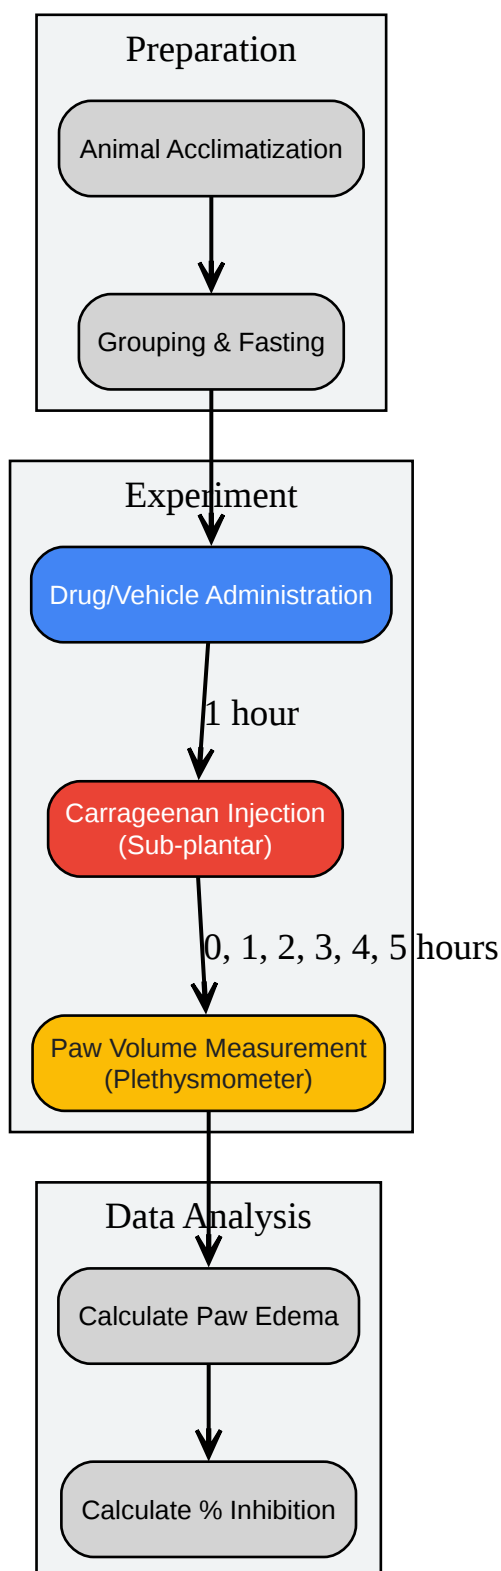 Preparation
Animal Acclimatization
Grouping & Fasting
Experiment
Drug/Vehicle Administration
1 hour
Carrageenan Injection
(Sub-plantar)
0, 1, 2, 3, 4, 5 hours
Paw Volume Measurement
(Plethysmometer)
Data Analysis
Calculate Paw Edema
Calculate % Inhibition